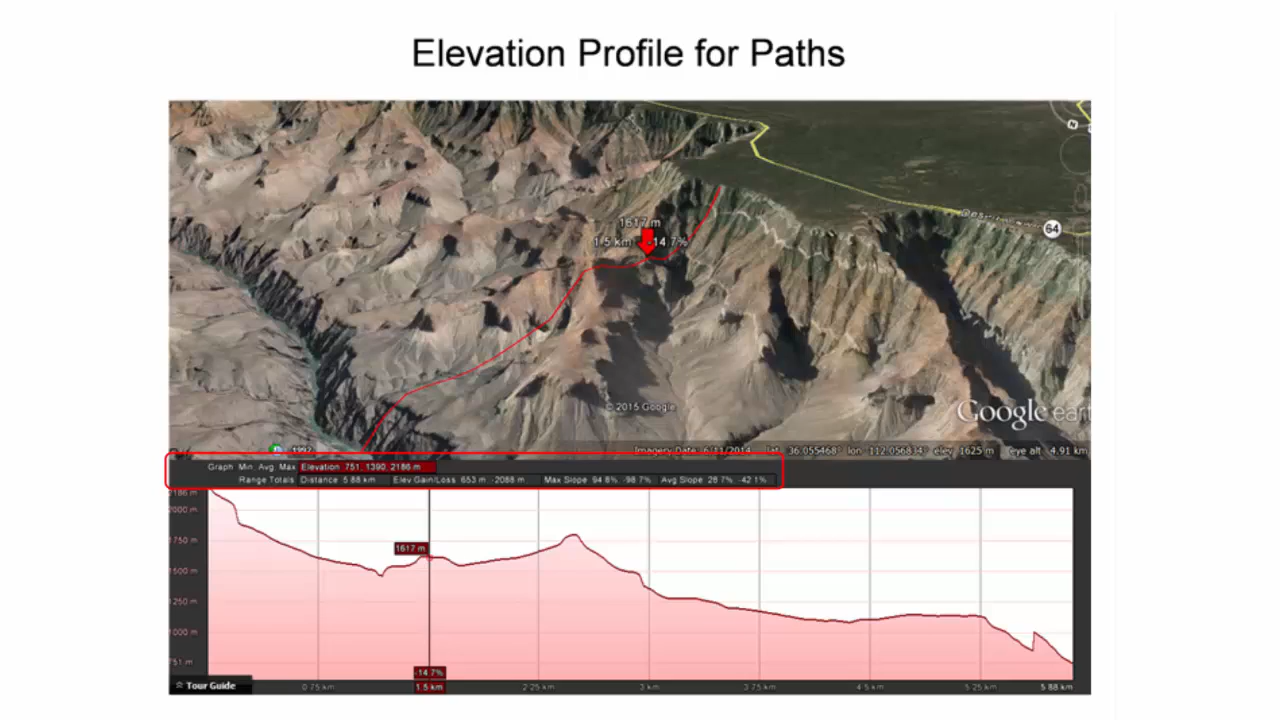 Elevation Profile for Paths
N
64
1617 m
1.5 km -14.7%
© 2015 Google
Google eart
1992
Imagery Date: 6/11/2014 lat 36.055468° lon -112.056834° elev 1625 m eye alt 4.91 km
Graph Min, Avg, Max Elevation 751, 1390, 2186 m
Range Totals Distance 5.88 km Elev Gain/Loss 653 m, -2088 m Max Slope 94.8%, -98.7% Avg Slope 28.7%, -42.1%
2186 m
2000 m
1750 m
1617 m
1500 m
1250 m
1000 m
751 m
-14.7%
Tour Guide
0.75 km 1.5 km 2.25 km 3 km 3.75 km 4.5 km 5.25 km 5.88 km